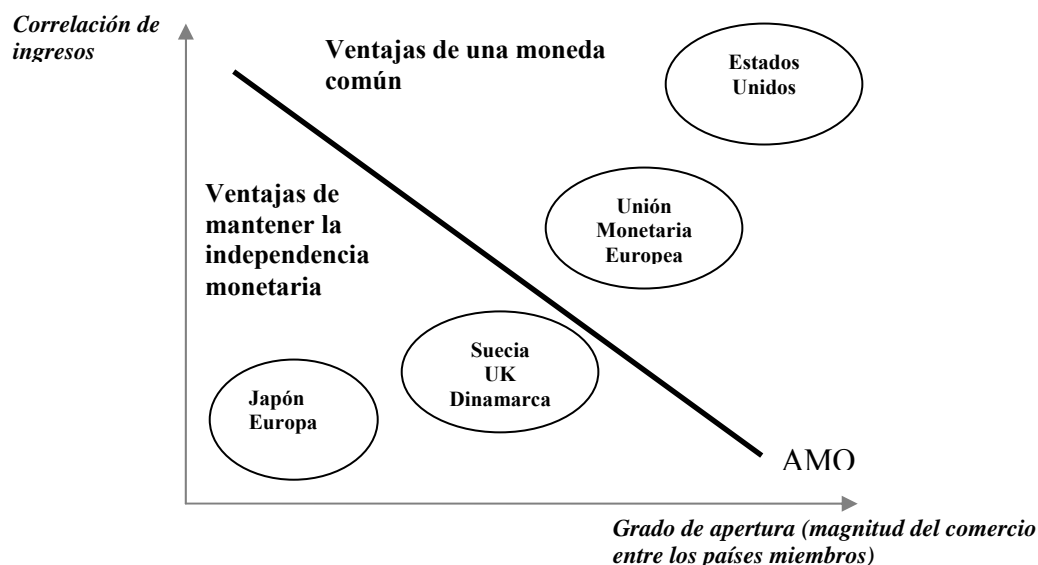 Correlación de
ingresos
Ventajas de una moneda
común
Estados
Unidos
Ventajas de
mantener la
independencia
monetaria
Unión
Monetaria
Europea
Suecia
UK
Dinamarca
Japón
Europa
AMO
Grado de apertura (magnitud del comercio
entre los países miembros)